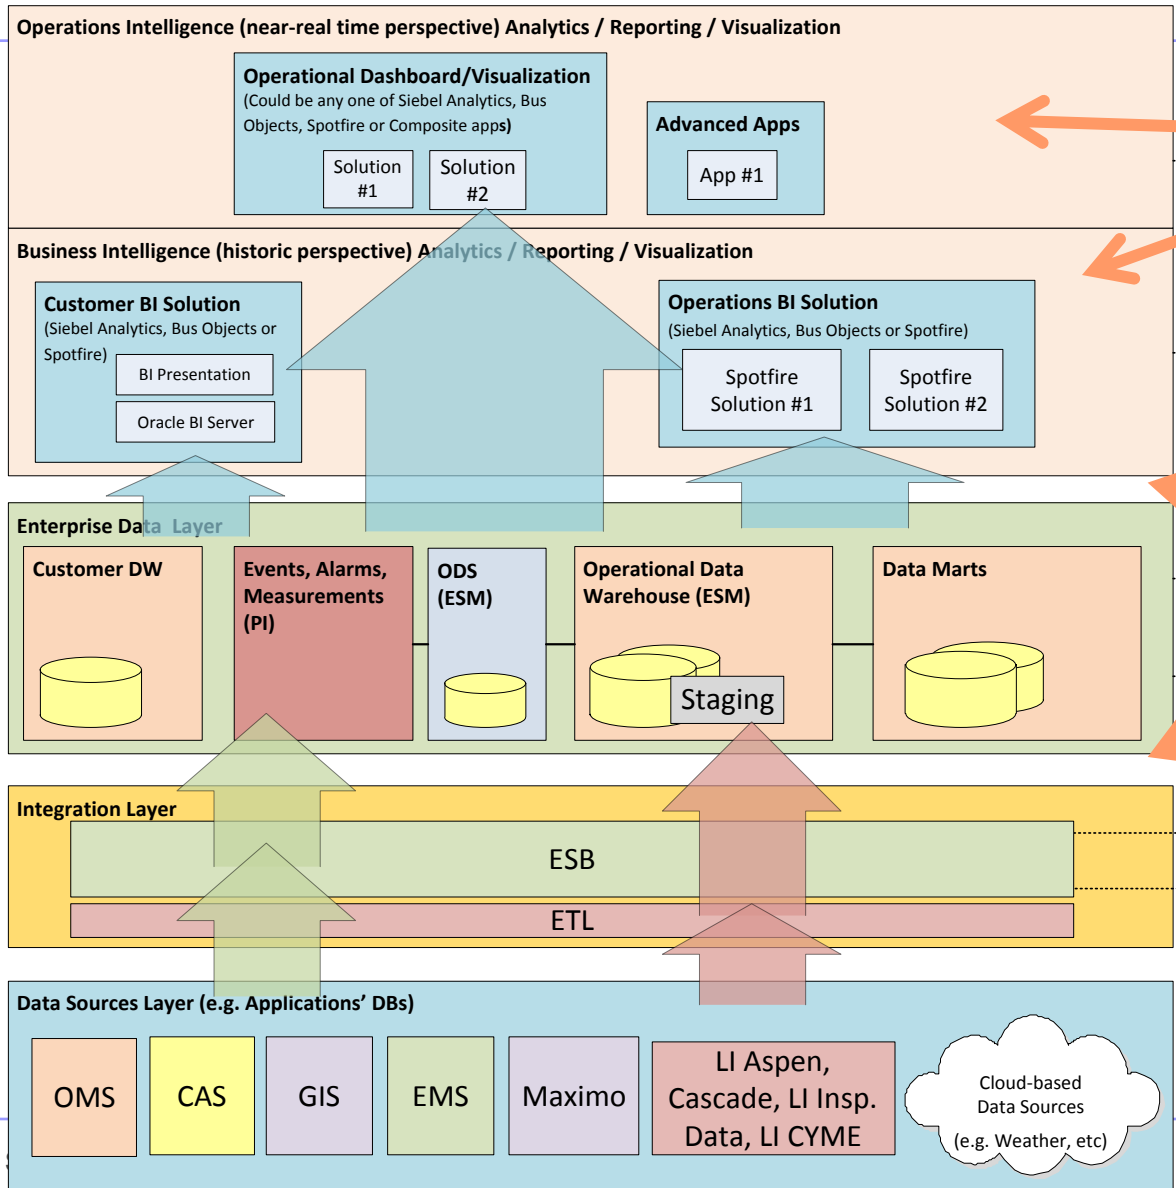 Operations Intelligence (near-real time perspective) Analytics / Reporting / Visualization
Operational Dashboard/Visualization
(Could be any one of Siebel Analytics, Bus
Objects, Spotfire or Composite apps)
Solution
#1
Solution
#2
Advanced Apps
App #1
Business Intelligence (historic perspective) Analytics / Reporting / Visualization
Customer BI Solution
(Siebel Analytics, Bus Objects or
Spotfire)
BI Presentation
Oracle BI Server
Operations BI Solution
(Siebel Analytics, Bus Objects or Spotfire)
Spotfire
Solution #1
Spotfire
Solution #2
Enterprise Data Layer
Customer DW
Events, Alarms,
Measurements
(PI)
ODS
(ESM)
Operational Data
Warehouse (ESM)
Staging
Data Marts
Integration Layer
ESB
ETL
Data Sources Layer (e.g. Applications’ DBs)
OMS
CAS
GIS
EMS
Maximo
LI Aspen,
Cascade, LI Insp.
Data, LI CYME
Cloud-based
Data Sources
(e.g. Weather, etc)